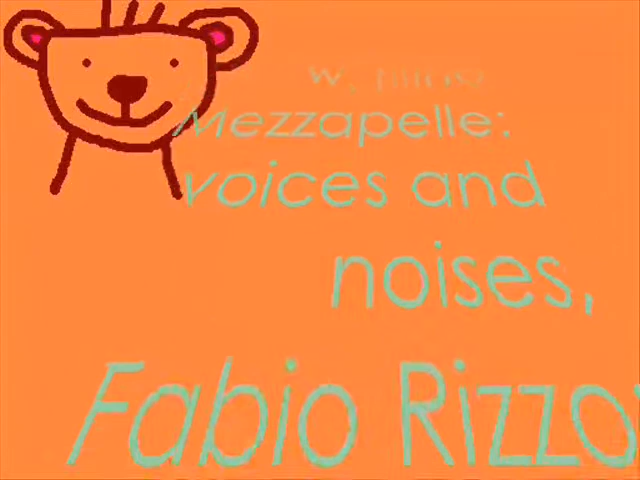 Mezzapelle:
voices and
noises,
Fabio Rizzo: